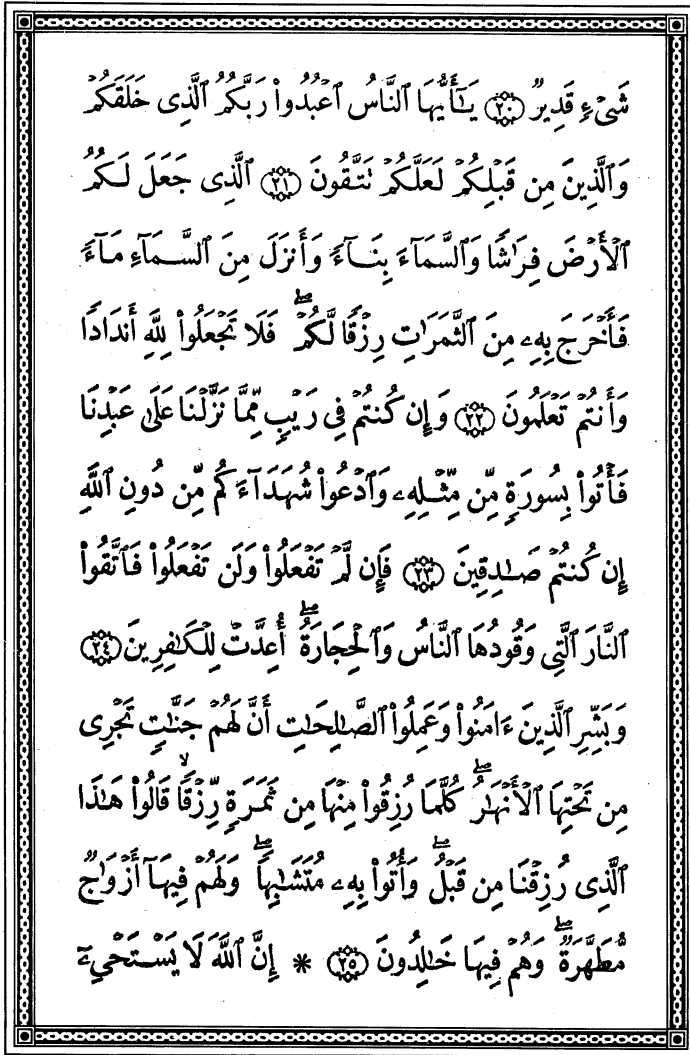 شَىْءٍ قَدِيرٌ ﴿٢٠﴾ يَـٰٓأَيُّهَا ٱلنَّاسُ ٱعْبُدُوا۟ رَبَّكُمُ ٱلَّذِى خَلَقَكُمْ
وَٱلَّذِينَ مِن قَبْلِكُمْ لَعَلَّكُمْ تَتَّقُونَ ﴿٢١﴾ ٱلَّذِى جَعَلَ لَكُمُ
ٱلْأَرْضَ فِرَٰشًا وَٱلسَّمَآءَ بِنَآءً وَأَنزَلَ مِنَ ٱلسَّمَآءِ مَآءً
فَأَخْرَجَ بِهِۦ مِنَ ٱلثَّمَرَٰتِ رِزْقًا لَّكُمْ ۖ فَلَا تَجْعَلُوا۟ لِلَّهِ أَندَادًا
وَأَنتُمْ تَعْلَمُونَ ﴿٢٢﴾ وَإِن كُنتُمْ فِى رَيْبٍ مِّمَّا نَزَّلْنَا عَلَىٰ عَبْدِنَا
فَأْتُوا۟ بِسُورَةٍ مِّن مِّثْلِهِۦ وَٱدْعُوا۟ شُهَدَآءَكُم مِّن دُونِ ٱللَّهِ
إِن كُنتُمْ صَـٰدِقِينَ ﴿٢٣﴾ فَإِن لَّمْ تَفْعَلُوا۟ وَلَن تَفْعَلُوا۟ فَٱتَّقُوا۟
ٱلنَّارَ ٱلَّتِى وَقُودُهَا ٱلنَّاسُ وَٱلْحِجَارَةُ ۖ أُعِدَّتْ لِلْكَـٰفِرِينَ ﴿٢٤﴾
وَبَشِّرِ ٱلَّذِينَ ءَامَنُوا۟ وَعَمِلُوا۟ ٱلصَّـٰلِحَـٰتِ أَنَّ لَهُمْ جَنَّـٰتٍ تَجْرِى
مِن تَحْتِهَا ٱلْأَنْهَـٰرُ ۖ كُلَّمَا رُزِقُوا۟ مِنْهَا مِن ثَمَرَةٍ رِّزْقًا ۙ قَالُوا۟ هَـٰذَا
ٱلَّذِى رُزِقْنَا مِن قَبْلُ ۖ وَأُتُوا۟ بِهِۦ مُتَشَـٰبِهًا ۖ وَلَهُمْ فِيهَآ أَزْوَٰجٌ
مُّطَهَّرَةٌ ۖ وَهُمْ فِيهَا خَـٰلِدُونَ ﴿٢٥﴾ * إِنَّ ٱللَّهَ لَا يَسْتَحْىِۦٓ